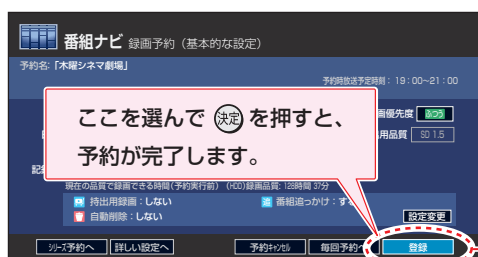 番組ナビ 録画予約（基本的な設定）
予約名:「木曜シネマ劇場」
予約時放送予定時刻：19：00～21：00
ここを選んで 決定 を押すと、
予約が完了します。
画優先度 ふつう
用品質 SD 1.5
記録
現在の品質で録画できる時間(予約実行前) (HDD)録画品質: 128時間 37分
持出用録画：しない
番組追っかけ：す
自動削除：しない
設定変更
シリーズ予約へ 詳しい設定へ 予約キャンセル 毎回予約へ 登録